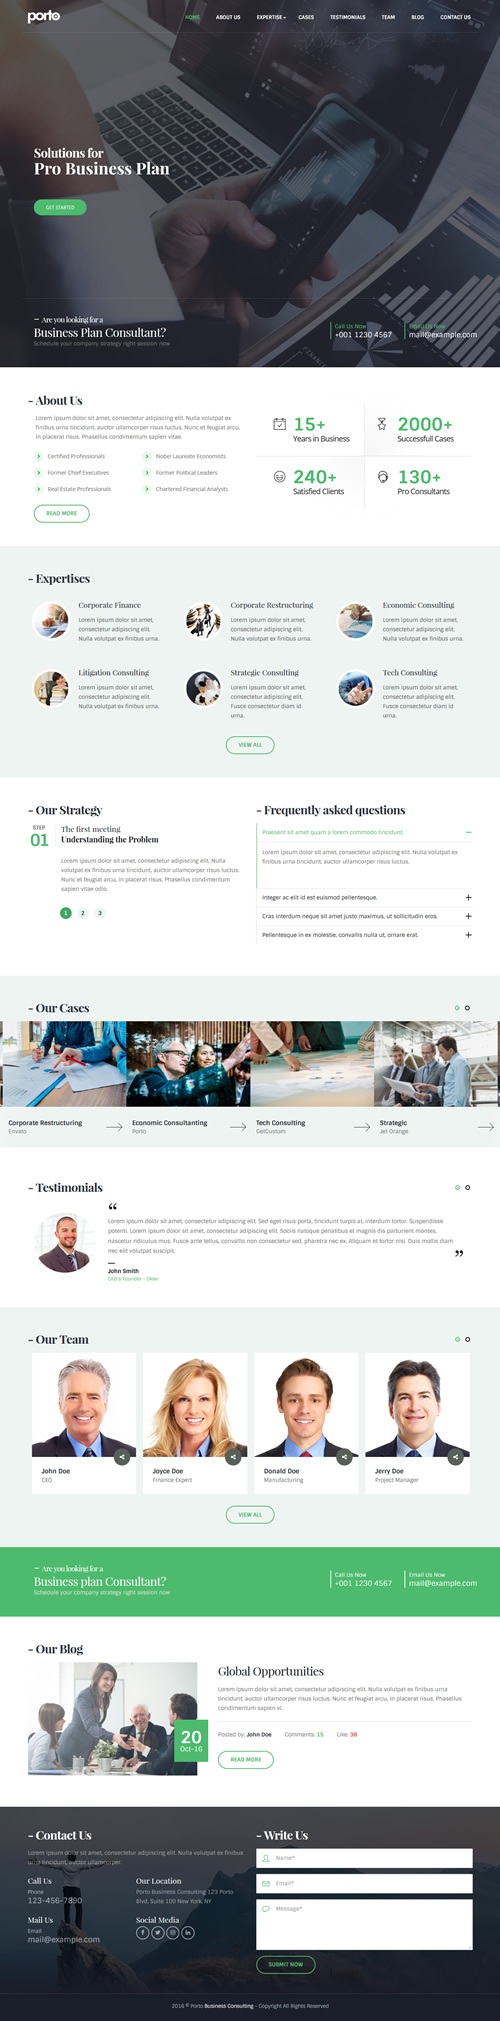 porto
HOME ABOUT US EXPERTISE CASES TESTIMONIALS TEAM BLOG CONTACT US
Solutions for
Pro Business Plan
GET STARTED
– Are you looking for a
Business Plan Consultant?
Schedule your company strategy right session now
Call Us Now
+001 1230 4567
Email Us Now
mail@example.com
- About Us
Lorem ipsum dolor sit amet, consectetur adipiscing elit. Nulla volutpat ex
finibus urna tincidunt, auctor ullamcorper risus luctus. Nunc et feugiat arcu,
in placerat risus. Phasellus condimentum sapien vitae.
Certified Professionals
Nobel Laureate Economists
Former Chief Executives
Former Political Leaders
Real Estate Professionals
Chartered Financial Analysts
READ MORE
15+
Years in Business
2000+
Successfull Cases
240+
Satisfied Clients
130+
Pro Consultants
- Expertises
Corporate Finance
Lorem ipsum dolor sit amet,
consectetur adipiscing elit.
Nulla volutpat ex finibus urna.
Corporate Restructuring
Lorem ipsum dolor sit amet,
consectetur adipiscing elit.
Nulla volutpat ex finibus urna.
Economic Consulting
Lorem ipsum dolor sit amet,
consectetur adipiscing elit.
Nulla volutpat ex finibus urna.
Litigation Consulting
Lorem ipsum dolor sit amet,
consectetur adipiscing elit.
Nulla volutpat ex finibus urna.
Strategic Consulting
Lorem ipsum dolor sit amet,
consectetur adipiscing elit.
Fusce consectetur diam id
urna.
Tech Consulting
Lorem ipsum dolor sit amet,
consectetur adipiscing elit.
Fusce consectetur diam id
urna.
VIEW ALL
- Our Strategy
STEP
01
The first meeting
Understanding the Problem
Lorem ipsum dolor sit amet, consectetur adipiscing elit. Nulla
volutpat ex finibus urna tincidunt, auctor ullamcorper risus luctus.
Nunc et feugiat arcu, in placerat risus. Phasellus condimentum
sapien vitae odio.
1 2 3
- Frequently asked questions
Praesent sit amet quam a lorem commodo tincidunt.
Lorem ipsum dolor sit amet, consectetur adipiscing elit. Nulla volutpat ex
finibus urna tincidunt, auctor ullamcorper risus luctus.
Integer ac elit id est euismod pellentesque.
Cras interdum neque sit amet justo maximus, ut sollicitudin eros.
Pellentesque in ex molestie, convallis nulla ut, ornare erat.
- Our Cases
Corporate Restructuring
Envato
Economic Consultanting
Porto
Tech Consulting
GetCustom
Strategic
Jet Orange
- Testimonials
“
Lorem ipsum dolor sit amet, consectetur adipiscing elit. Sed eget risus porta, tincidunt turpis at, interdum tortor. Suspendisse
potenti. Lorem ipsum dolor sit amet, consectetur adipiscing elit. Sociis natoque penatibus et magnis dis parturient montes,
nascetur ridiculus mus. Fusce ante tellus, convallis non consectetur sed, pharetra nec ex. Aliquam et tortor nisi. Duis mollis diam
nec elit volutpat suscipit.
”
John Smith
CEO & Founder - Okler
- Our Team
John Doe
CEO
Joyce Doe
Finance Expert
Donald Doe
Manufacturing
Jerry Doe
Project Manager
VIEW ALL
– Are you looking for a
Business plan Consultant?
Schedule your company strategy right session now
Call Us Now
+001 1230 4567
Email Us Now
mail@example.com
- Our Blog
20
Oct-16
Global Opportunities
Lorem ipsum dolor sit amet, consectetur adipiscing elit. Nulla volutpat ex finibus urna
tincidunt, auctor ullamcorper risus luctus. Nunc et feugiat arcu, in placerat risus. Phasellus
condimentum sapien vi.
Posted by: John Doe Comments: 15 Like: 38
READ MORE
- Contact Us
Lorem ipsum dolor sit amet, consectetur adipiscing elit. Nulla volutpat ex finibus
urna tincidunt, auctor ullamcorper.
Call Us
Phone
123-456-7890
Our Location
Porto Business Consulting 123 Porto
Blvd, Suite 100 New York, NY
Mail Us
Email
mail@example.com
Social Media
- Write Us
Name*
Email*
Message*
SUBMIT NOW
2016 © Porto Business Consulting - Copyright All Rights Reserved